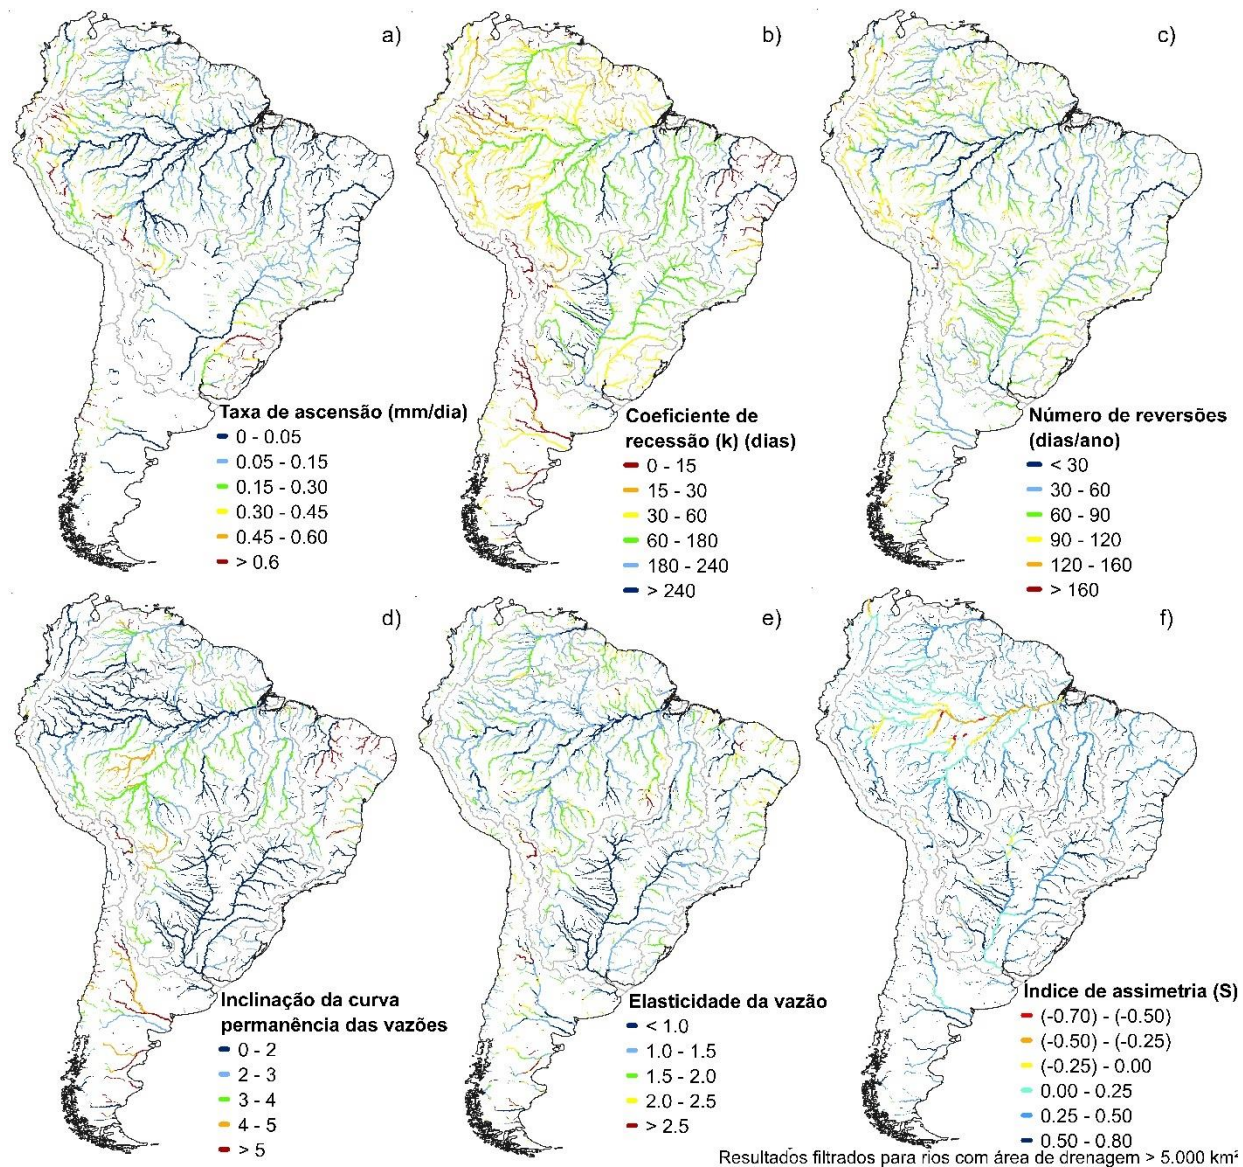 a)
b)
c)
Taxa de ascensão (mm/dia)
0 - 0.05
0.05 - 0.15
0.15 - 0.30
0.30 - 0.45
0.45 - 0.60
> 0.6
Coeficiente de
recessão (k) (dias)
0 - 15
15 - 30
30 - 60
60 - 180
180 - 240
> 240
Número de reversões
(dias/ano)
< 30
30 - 60
60 - 90
90 - 120
120 - 160
> 160
d)
e)
f)
Inclinação da curva
permanência das vazões
0 - 2
2 - 3
3 - 4
4 - 5
> 5
Elasticidade da vazão
< 1.0
1.0 - 1.5
1.5 - 2.0
2.0 - 2.5
> 2.5
Índice de assimetria (S)
(-0.70) - (-0.50)
(-0.50) - (-0.25)
(-0.25) - 0.00
0.00 - 0.25
0.25 - 0.50
0.50 - 0.80
Resultados filtrados para rios com área de drenagem > 5.000 km²